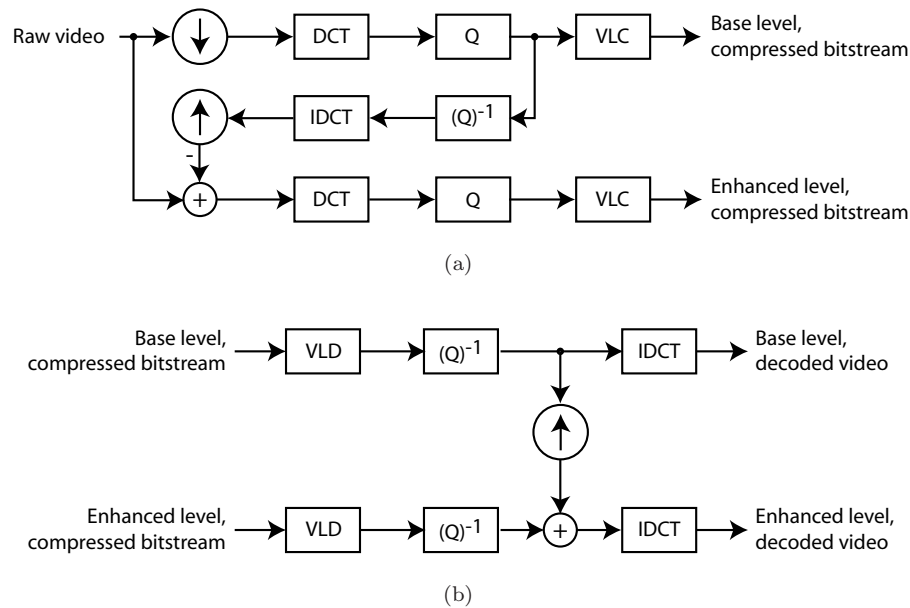 Raw video
DCT
Q
VLC
Base level,
compressed bitstream
IDCT
(Q)-1
-
+
DCT
Q
VLC
Enhanced level,
compressed bitstream
(a)
Base level,
compressed bitstream
VLD
(Q)-1
IDCT
Base level,
decoded video
Enhanced level,
compressed bitstream
VLD
(Q)-1
+
IDCT
Enhanced level,
decoded video
(b)